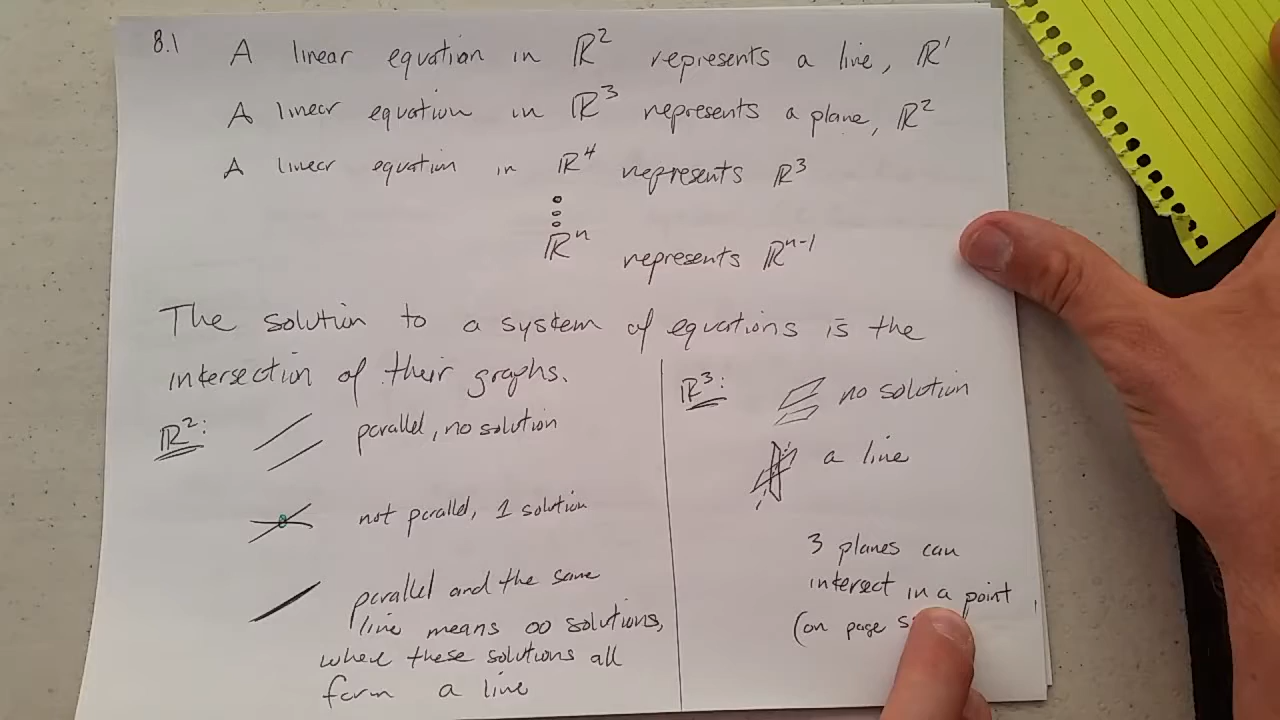 8.1 A linear equation in ℝ² represents a line, ℝ¹
A linear equation in ℝ³ represents a plane, ℝ²
A linear equation in ℝ⁴ represents ℝ³
ℝⁿ represents ℝⁿ⁻¹
The solution to a system of equations is the
intersection of their graphs.
ℝ²:
parallel, no solution
not parallel, 1 solution
parallel and the same
line means ∞ solutions,
where these solutions all
form a line
ℝ³:
no solution
a line
3 planes can
intersect in a point
(on page